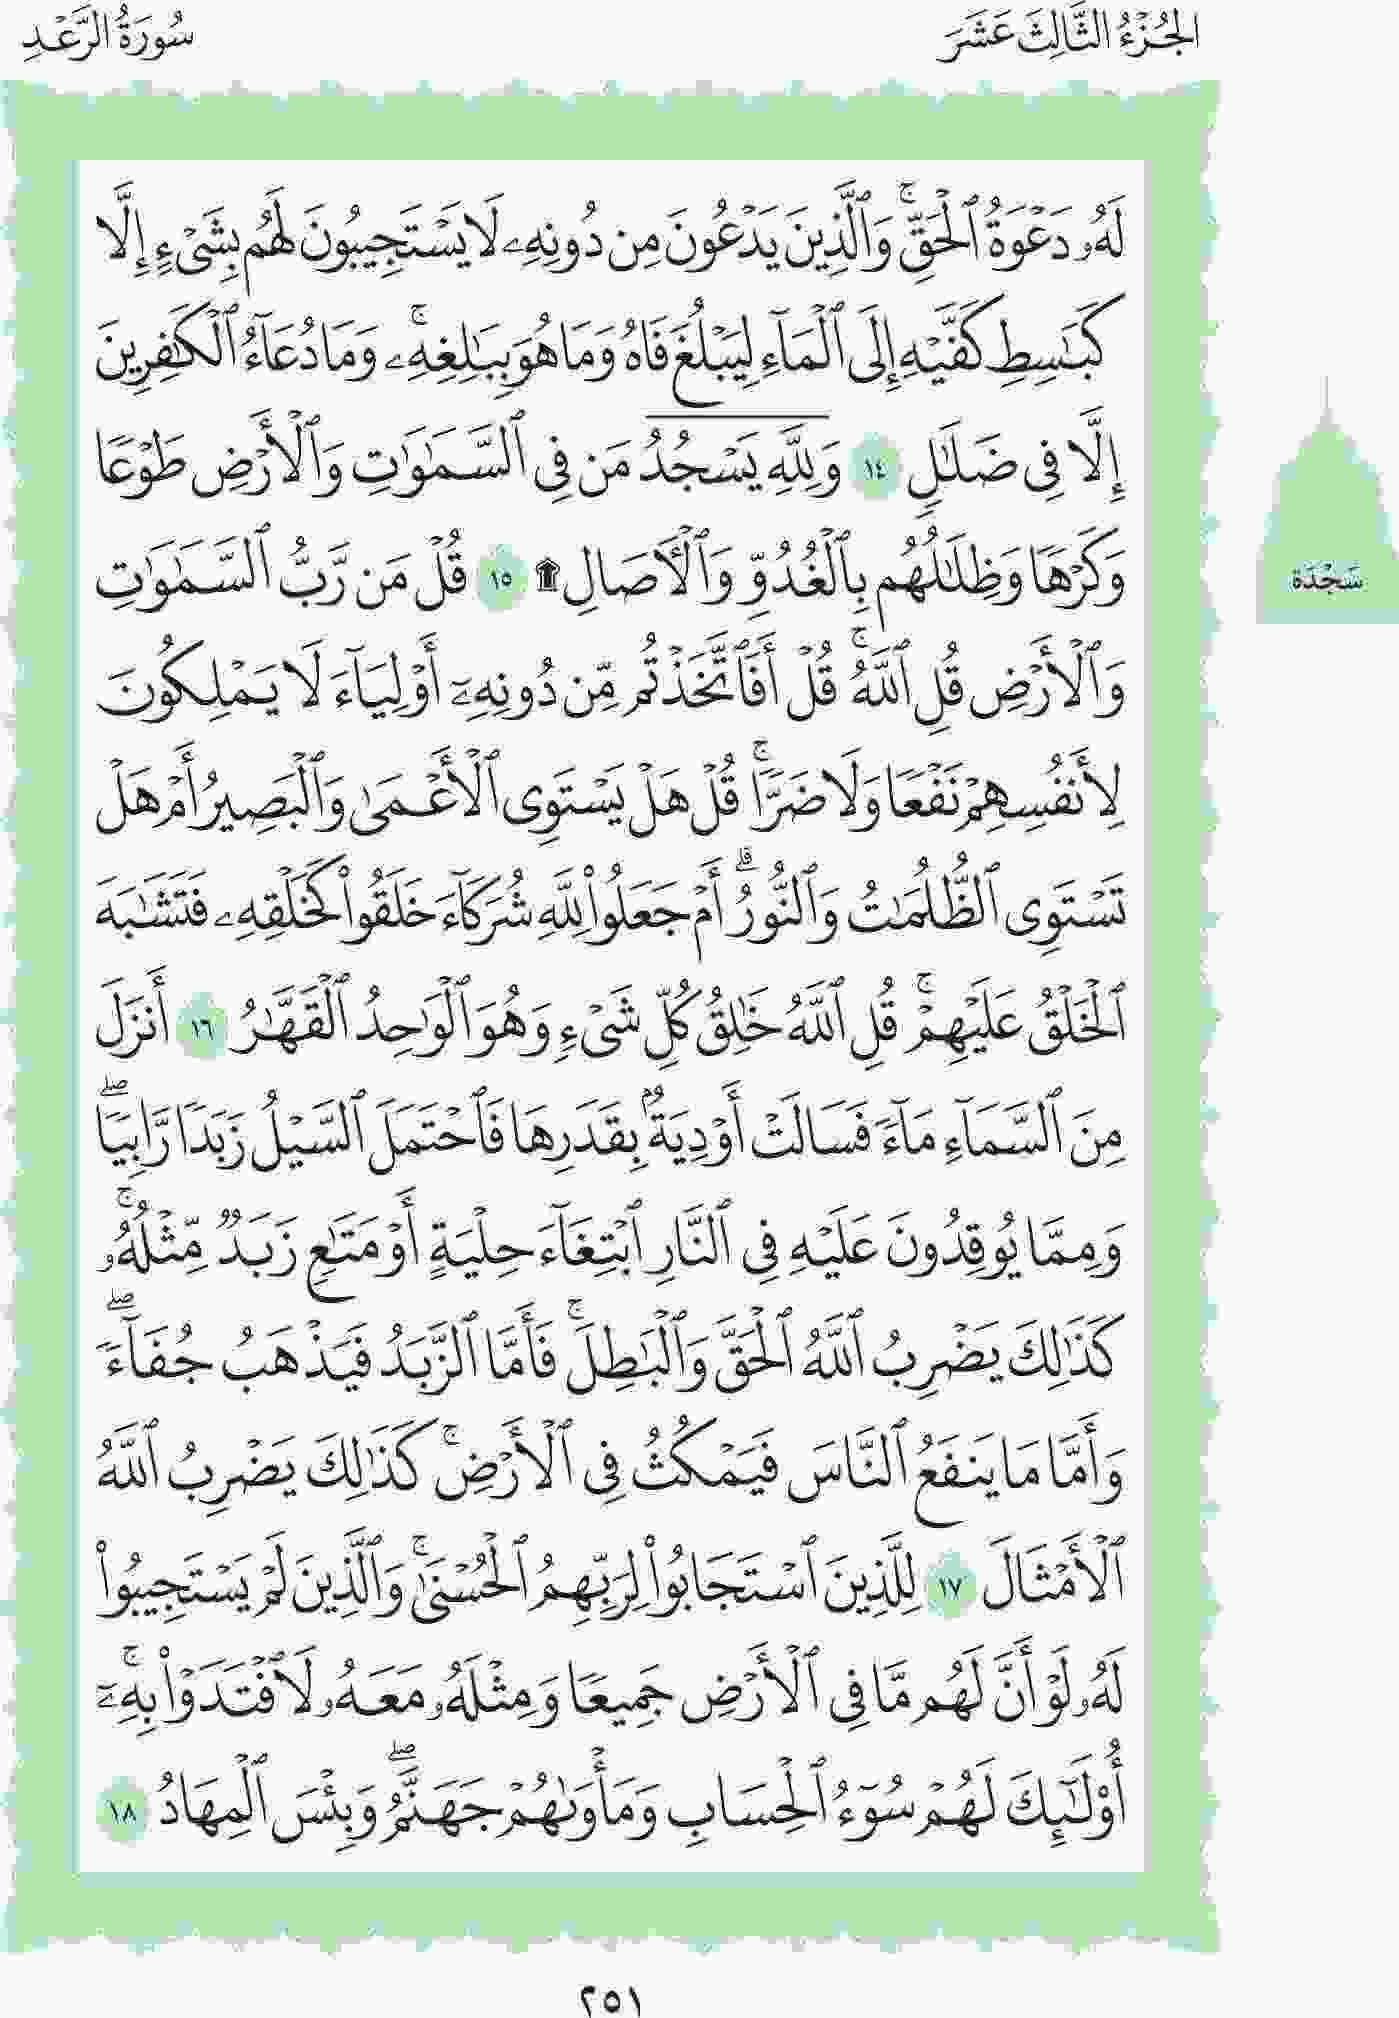 الجُزْءُ الثَّالِثَ عَشَرَ
سُورَةُ الرَّعْدِ
لَهُۥ دَعْوَةُ ٱلْحَقِّۚ وَٱلَّذِينَ يَدْعُونَ مِن دُونِهِۦ لَا يَسْتَجِيبُونَ لَهُم بِشَىْءٍ إِلَّا
كَبَٰسِطِ كَفَّيْهِ إِلَى ٱلْمَآءِ لِيَبْلُغَ فَاهُ وَمَا هُوَ بِبَٰلِغِهِۦۚ وَمَا دُعَآءُ ٱلْكَٰفِرِينَ
إِلَّا فِى ضَلَٰلٍ ١٤ وَلِلَّهِ يَسْجُدُ مَن فِى ٱلسَّمَٰوَٰتِ وَٱلْأَرْضِ طَوْعًا
وَكَرْهًا وَظِلَٰلُهُم بِٱلْغُدُوِّ وَٱلْءَاصَالِ ۩ ١٥ قُلْ مَن رَّبُّ ٱلسَّمَٰوَٰتِ
وَٱلْأَرْضِ قُلِ ٱللَّهُۚ قُلْ أَفَٱتَّخَذْتُم مِّن دُونِهِۦٓ أَوْلِيَآءَ لَا يَمْلِكُونَ
لِأَنفُسِهِمْ نَفْعًا وَلَا ضَرًّاۚ قُلْ هَلْ يَسْتَوِى ٱلْأَعْمَىٰ وَٱلْبَصِيرُ أَمْ هَلْ
تَسْتَوِى ٱلظُّلُمَٰتُ وَٱلنُّورُۗ أَمْ جَعَلُوا۟ لِلَّهِ شُرَكَآءَ خَلَقُوا۟ كَخَلْقِهِۦ فَتَشَٰبَهَ
ٱلْخَلْقُ عَلَيْهِمْۚ قُلِ ٱللَّهُ خَٰلِقُ كُلِّ شَىْءٍ وَهُوَ ٱلْوَٰحِدُ ٱلْقَهَّٰرُ ١٦ أَنزَلَ
مِنَ ٱلسَّمَآءِ مَآءً فَسَالَتْ أَوْدِيَةٌۢ بِقَدَرِهَا فَٱحْتَمَلَ ٱلسَّيْلُ زَبَدًا رَّابِيًاۖ
وَمِمَّا يُوقِدُونَ عَلَيْهِ فِى ٱلنَّارِ ٱبْتِغَآءَ حِلْيَةٍ أَوْ مَتَٰعٍ زَبَدٌ مِّثْلُهُۥۚ
كَذَٰلِكَ يَضْرِبُ ٱللَّهُ ٱلْحَقَّ وَٱلْبَٰطِلَۚ فَأَمَّا ٱلزَّبَدُ فَيَذْهَبُ جُفَآءًۖ
وَأَمَّا مَا يَنفَعُ ٱلنَّاسَ فَيَمْكُثُ فِى ٱلْأَرْضِۚ كَذَٰلِكَ يَضْرِبُ ٱللَّهُ
ٱلْأَمْثَالَ ١٧ لِلَّذِينَ ٱسْتَجَابُوا۟ لِرَبِّهِمُ ٱلْحُسْنَىٰۚ وَٱلَّذِينَ لَمْ يَسْتَجِيبُوا۟
لَهُۥ لَوْ أَنَّ لَهُم مَّا فِى ٱلْأَرْضِ جَمِيعًا وَمِثْلَهُۥ مَعَهُۥ لَٱفْتَدَوْا۟ بِهِۦٓۚ
أُو۟لَٰٓئِكَ لَهُمْ سُوٓءُ ٱلْحِسَابِ وَمَأْوَىٰهُمْ جَهَنَّمُۖ وَبِئْسَ ٱلْمِهَادُ ١٨
سَجْدَة
٢٥١